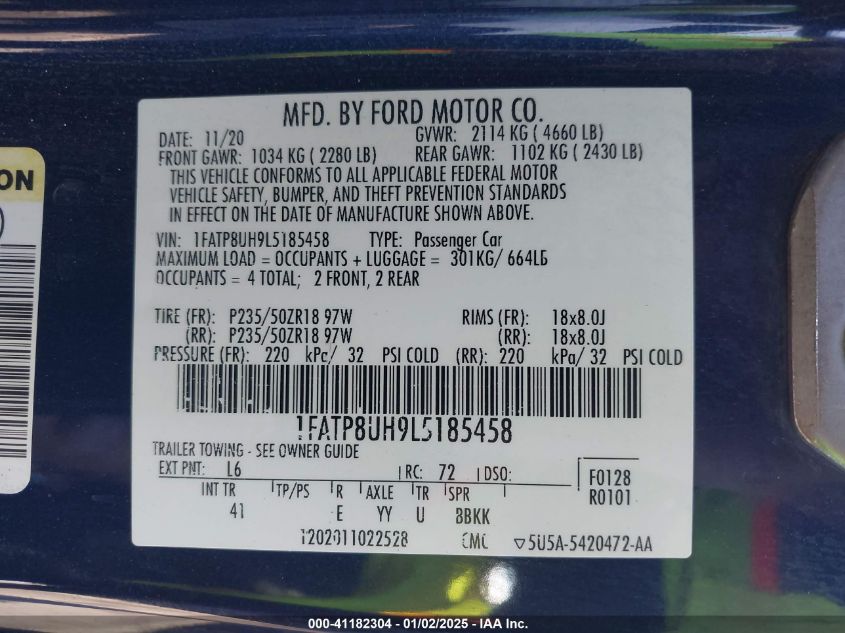 ON
MFD. BY FORD MOTOR CO.
DATE: 11/20 GVWR: 2114 KG ( 4660 LB)
FRONT GAWR: 1034 KG ( 2280 LB) REAR GAWR: 1102 KG ( 2430 LB)
THIS VEHICLE CONFORMS TO ALL APPLICABLE FEDERAL MOTOR
VEHICLE SAFETY, BUMPER, AND THEFT PREVENTION STANDARDS
IN EFFECT ON THE DATE OF MANUFACTURE SHOWN ABOVE.
VIN: 1FATP8UH9L5185458 TYPE: Passenger Car
MAXIMUM LOAD = OCCUPANTS + LUGGAGE = 301KG/ 664LB
OCCUPANTS = 4 TOTAL; 2 FRONT, 2 REAR
TIRE (FR): P235/50ZR18 97W RIMS (FR): 18x8.0J
(RR): P235/50ZR18 97W (RR): 18x8.0J
PRESSURE (FR): 220 kPa/ 32 PSI COLD (RR): 220 kPa/ 32 PSI COLD
1FATP8UH9L5185458
TRAILER TOWING - SEE OWNER GUIDE
EXT PNT: L6 RC: 72 DSO: F0128
R0101
INT TR TP/PS R AXLE TR SPR
41 E YY U BBKK
1202011022528 CMC ▽5U5A-5420472-AA
000-41182304 - 01/02/2025 - IAA Inc.